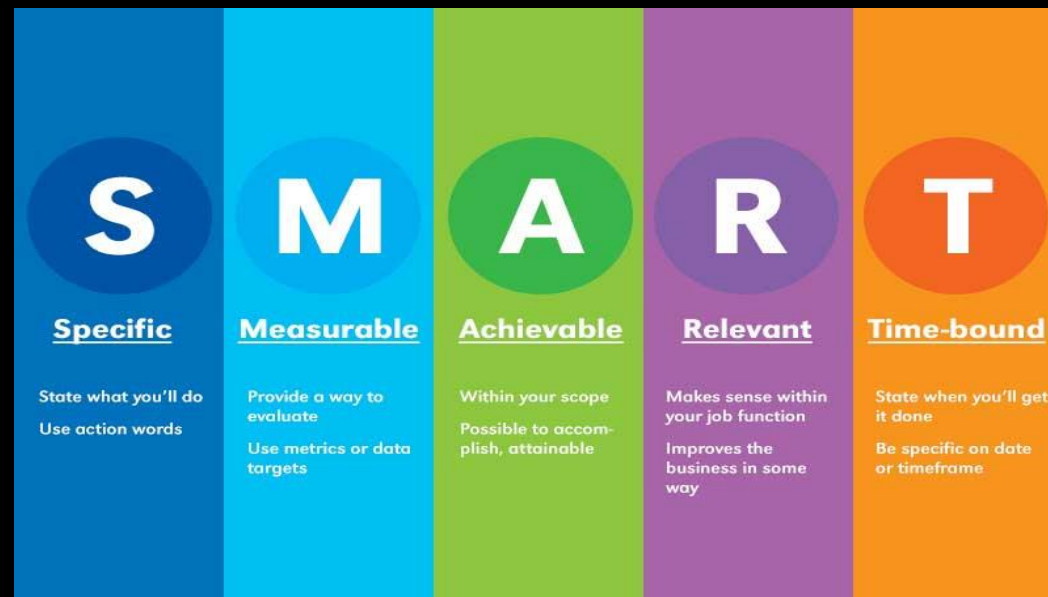 S
Specific
State what you'll do
Use action words
M
Measurable
Provide a way to
evaluate
Use metrics or data
targets
A
Achievable
Within your scope
Possible to accom-
plish, attainable
R
Relevant
Makes sense within
your job function
Improves the
business in some
way
T
Time-bound
State when you'll get
it done
Be specific on date
or timeframe